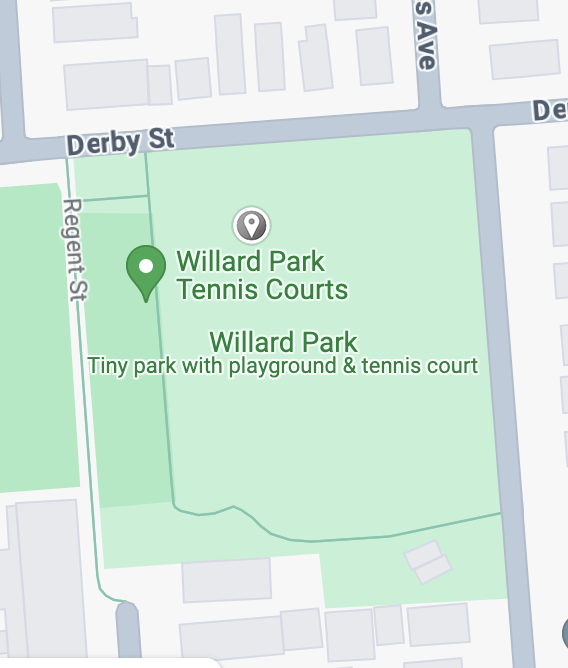 s Ave
De
Derby St
Regent St
Willard Park
Tennis Courts
Willard Park
Tiny park with playground & tennis court